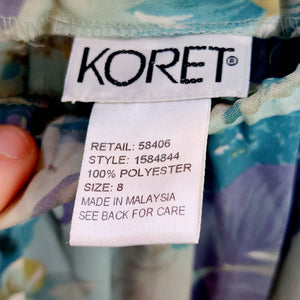 KORET®
RETAIL: 58406
STYLE: 1584844
100% POLYESTER
SIZE: 8
MADE IN MALAYSIA
SEE BACK FOR CARE